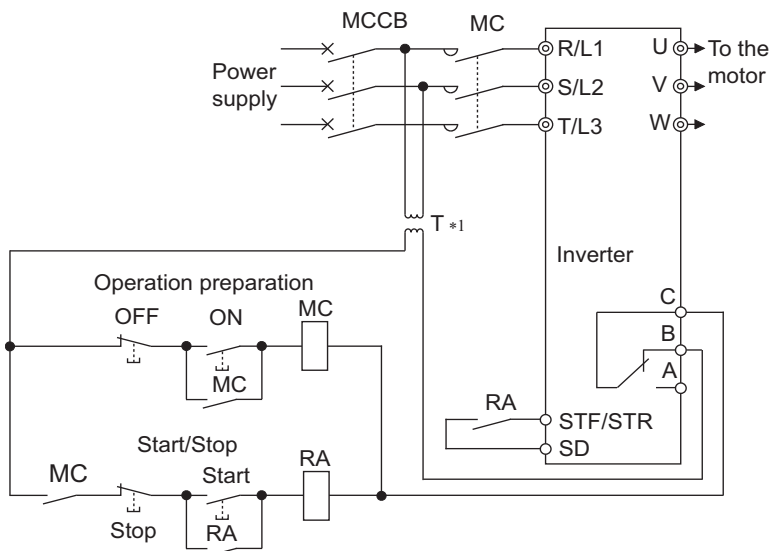 MCCB
MC
R/L1
U
To the
motor
Power
supply
S/L2
V
T/L3
W
T *1
Inverter
Operation preparation
OFF
ON
MC
C
B
A
MC
RA
STF/STR
SD
Start/Stop
MC
Start
RA
Stop
RA